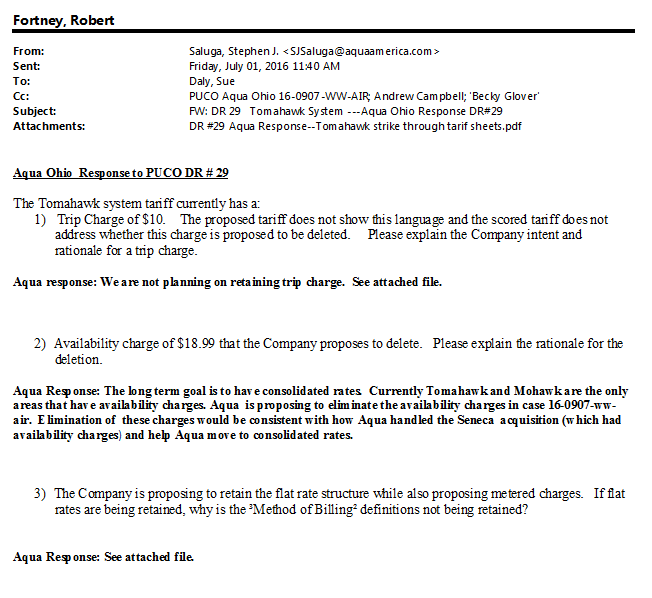 Fortney, Robert
From: Saluga, Stephen J. <SJSaluga@aquaamerica.com>
Sent: Friday, July 01, 2016 11:40 AM
To: Daly, Sue
Cc: PUCO Aqua Ohio 16-0907-WW-AIR; Andrew Campbell; 'Becky Glover'
Subject: FW: DR 29 Tomahawk System ---Aqua Ohio Response DR#29
Attachments: DR #29 Aqua Response--Tomahawk strike through tarif sheets.pdf
Aqua Ohio Response to PUCO DR # 29
The Tomahawk system tariff currently has a:
1) Trip Charge of $10. The proposed tariff does not show this language and the scored tariff does not
address whether this charge is proposed to be deleted. Please explain the Company intent and
rationale for a trip charge.
Aqua response: We are not planning on retaining trip charge. See attached file.
2) Availability charge of $18.99 that the Company proposes to delete. Please explain the rationale for the
deletion.
Aqua Response: The long term goal is to have consolidated rates. Currently Tomahawk and Mohawk are the only
areas that have availability charges. Aqua is proposing to eliminate the availability charges in case 16-0907-ww-
air. Elimination of these charges would be consistent with how Aqua handled the Seneca acquisition (which had
availability charges) and help Aqua move to consolidated rates.
3) The Company is proposing to retain the flat rate structure while also proposing metered charges. If flat
rates are being retained, why is the ³Method of Billing² definitions not being retained?
Aqua Response: See attached file.